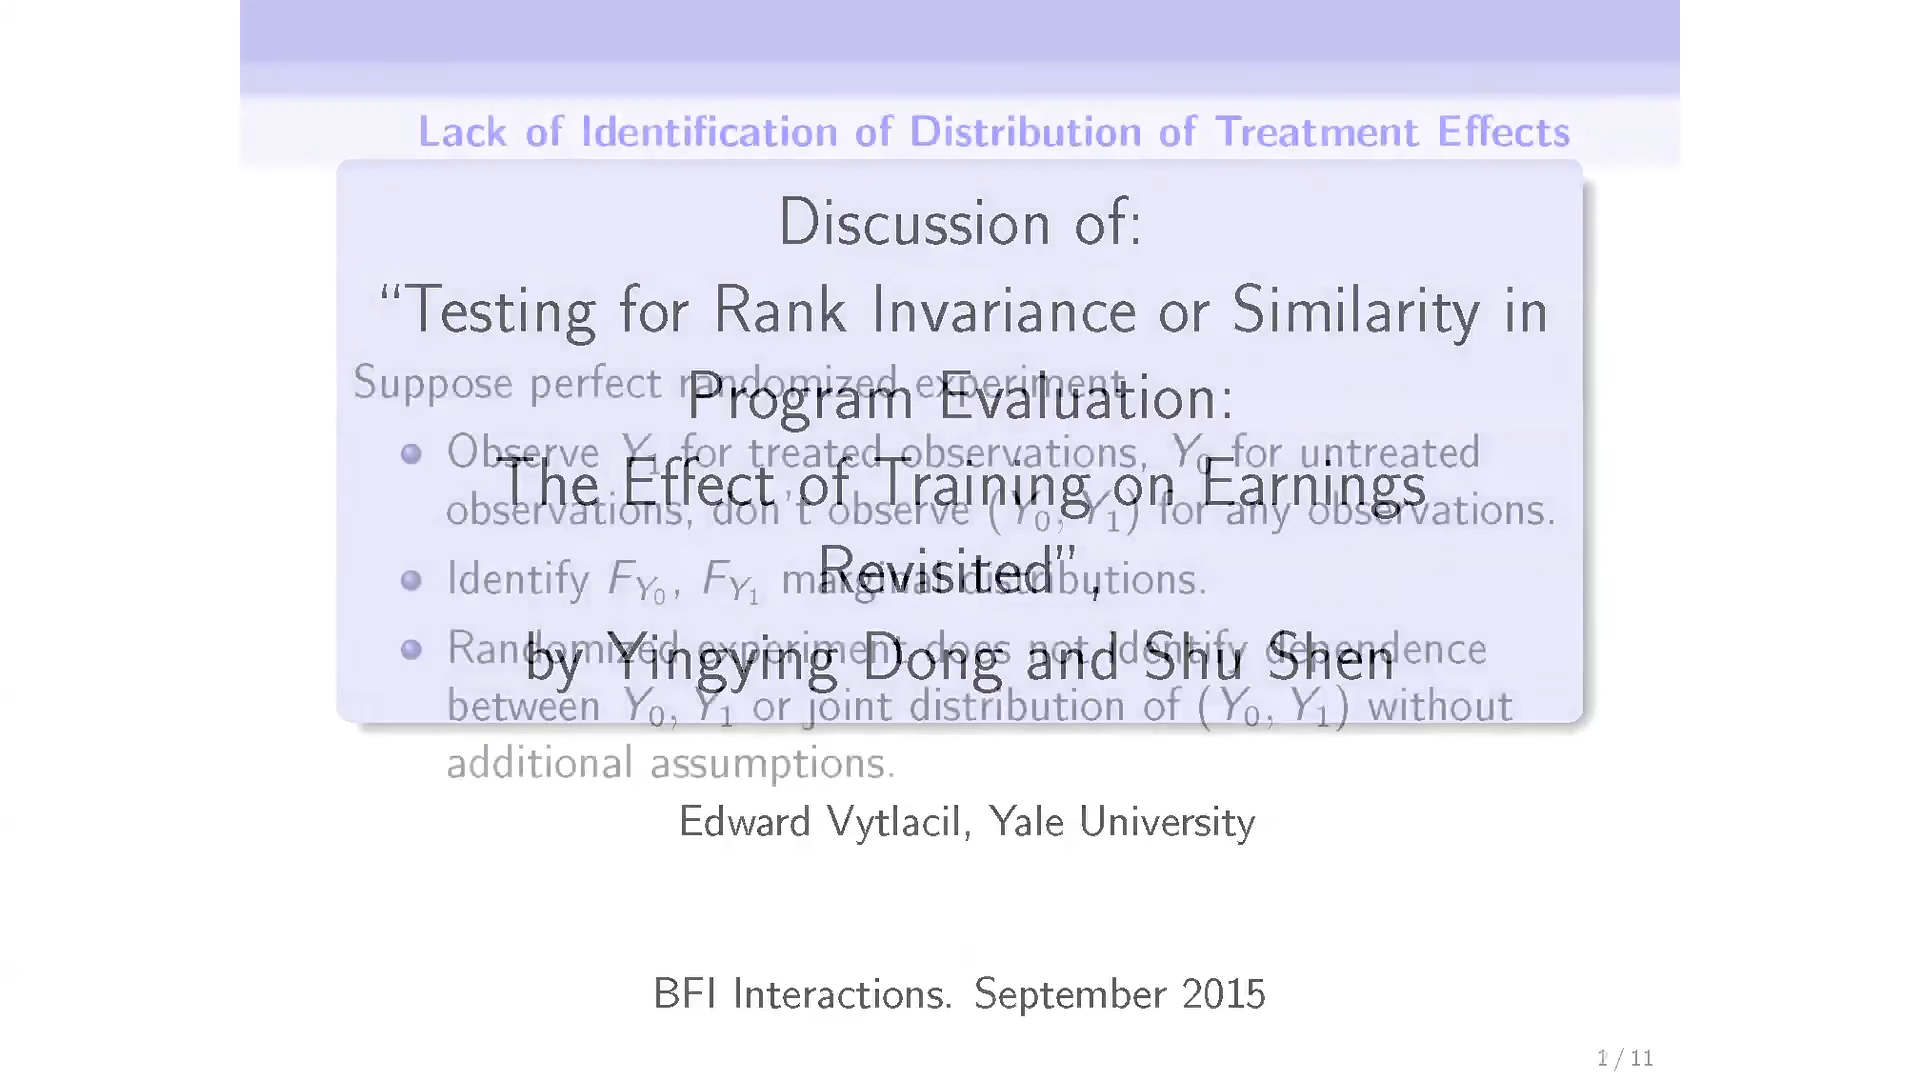 Lack of Identification of Distribution of Treatment Effects
Discussion of:
“Testing for Rank Invariance or Similarity in
Program Evaluation:
The Effect of Training on Earnings
Revisited”,
by Yingying Dong and Shu Shen
Suppose perfect randomized experiment
Observe Y1 for treated observations, Y0 for untreated
observations, don't observe (Y0, Y1) for any observations.
Identify FY0, FY1 marginal distributions.
Randomized experiment does not identify dependence
between Y0, Y1 or joint distribution of (Y0, Y1) without
additional assumptions.
Edward Vytlacil, Yale University
BFI Interactions. September 2015
/ 11